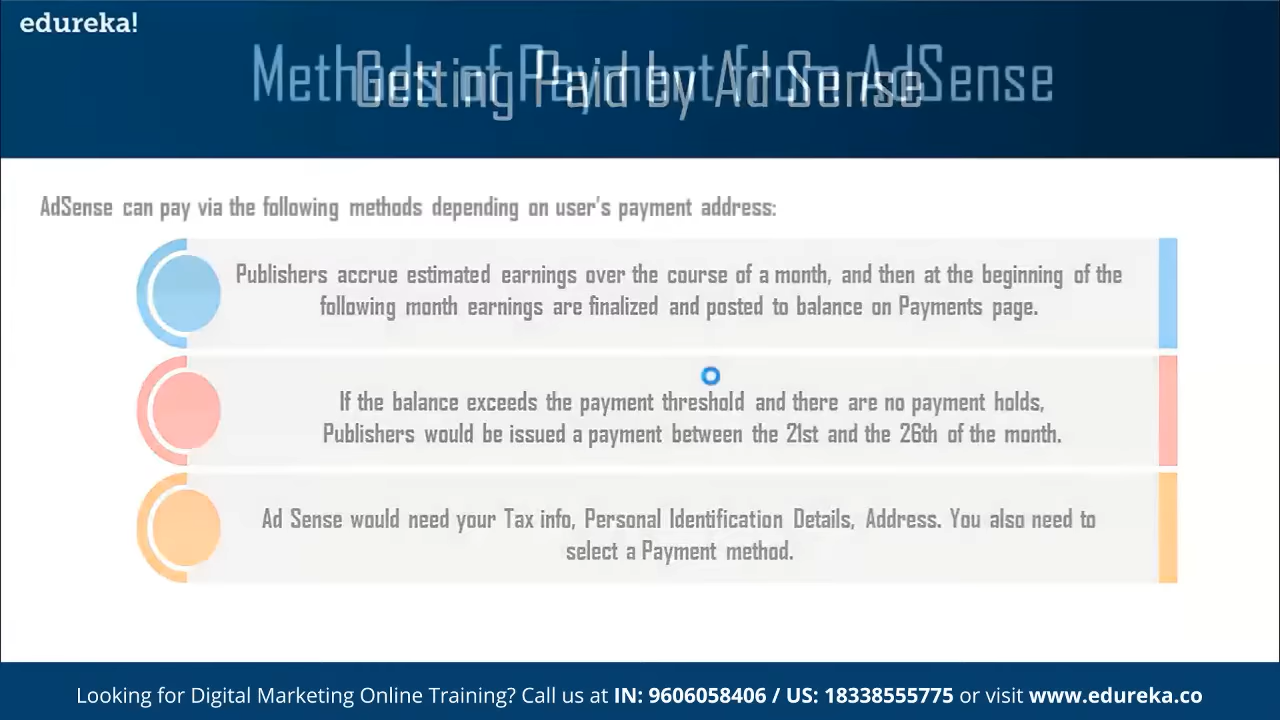 edureka!
Methods of Payment from AdSense
Getting Paid by Ad Sense
AdSense can pay via the following methods depending on user's payment address:
Publishers accrue estimated earnings over the course of a month, and then at the beginning of the
following month earnings are finalized and posted to balance on Payments page.
If the balance exceeds the payment threshold and there are no payment holds,
Publishers would be issued a payment between the 21st and the 26th of the month.
Ad Sense would need your Tax info, Personal Identification Details, Address. You also need to
select a Payment method.
Looking for Digital Marketing Online Training? Call us at IN: 9606058406 / US: 18338555775 or visit www.edureka.co